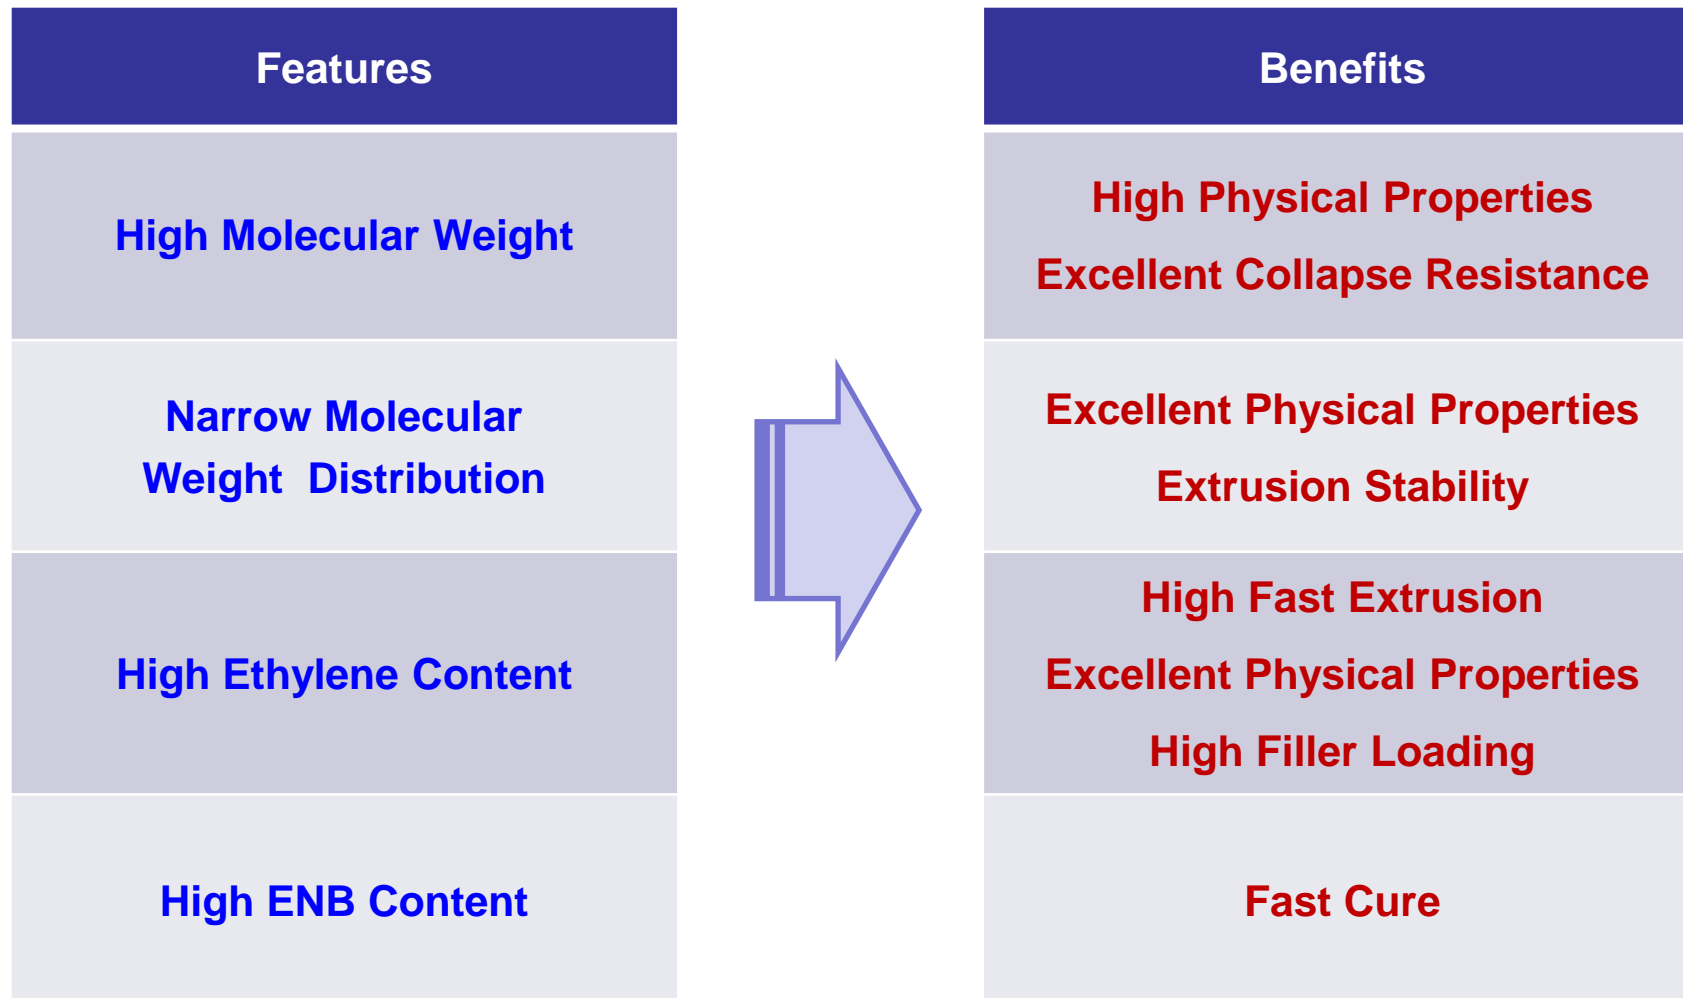 Features
Benefits
High Molecular Weight
High Physical Properties
Excellent Collapse Resistance
Narrow Molecular
Weight  Distribution
Excellent Physical Properties
Extrusion Stability
High Ethylene Content
High Fast Extrusion
Excellent Physical Properties
High Filler Loading
High ENB Content
Fast Cure